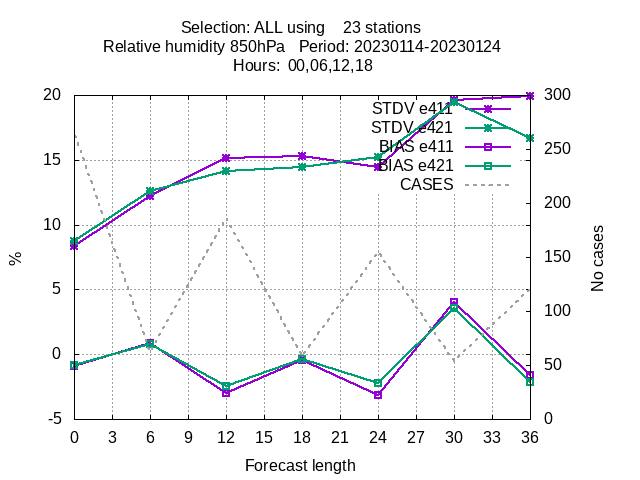 Selection: ALL using 23 stations
Relative humidity 850hPa Period: 20230114-20230124
Hours: 00,06,12,18
20
15
10
5
0
-5
%
STDV e411
STDV e421
BIAS e411
BIAS e421
CASES
300
250
200
150
100
50
0
No cases
0 3 6 9 12 15 18 21 24 27 30 33 36
Forecast length